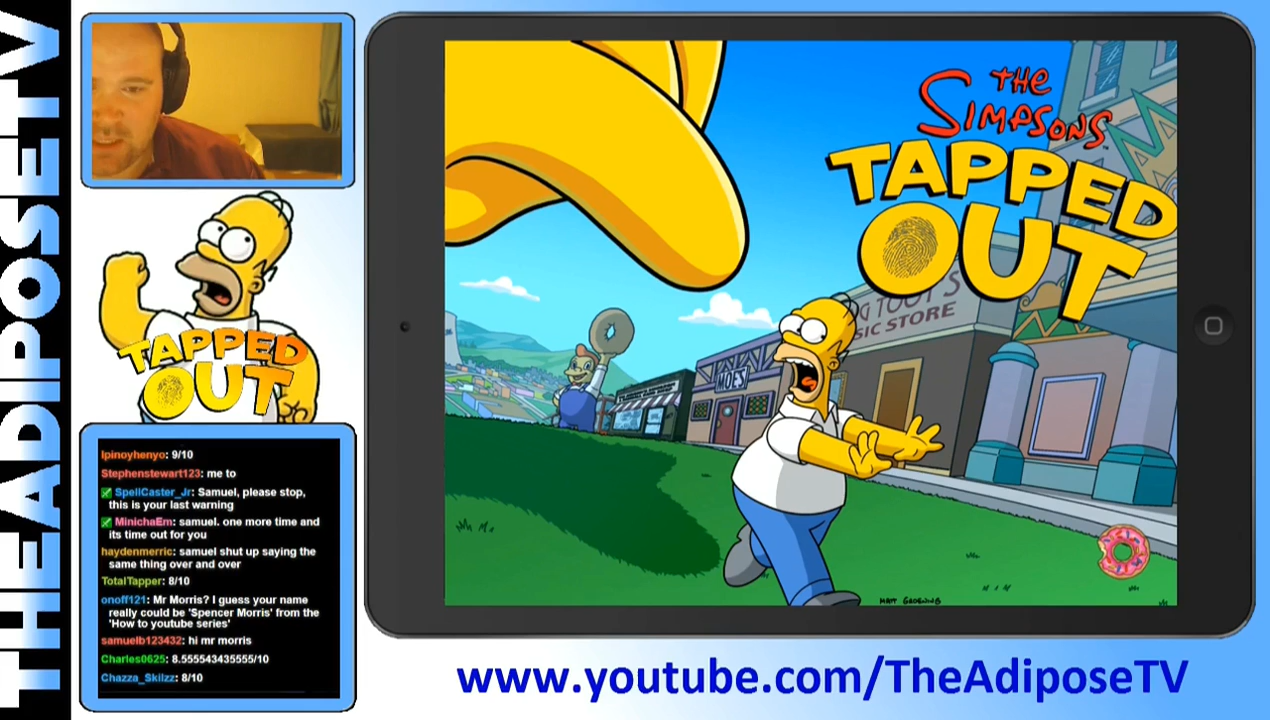 THEADIPOSETV
TAPPED
OUT
Ipinoyhenyo: 9/10
Stephenstewart123: me to
SpellCaster_Jr: Samuel, please stop,
this is your last warning
MinichaEm: samuel. one more time and
its time out for you
haydenmerric: samuel shut up saying the
same thing over and over
TotalTapper: 8/10
onoff121: Mr Morris? I guess your name
really could be 'Spencer Morris' from the
'How to youtube series'
samuelb123432: hi mr morris
Charles0625: 8.555543435555/10
Chazza_Skilzz: 8/10
THE
SIMPSONS
TAPPED
OUT
G TOOT'S
SIC STORE
MOE'S
MATT GROENING
www.youtube.com/TheAdiposeTV